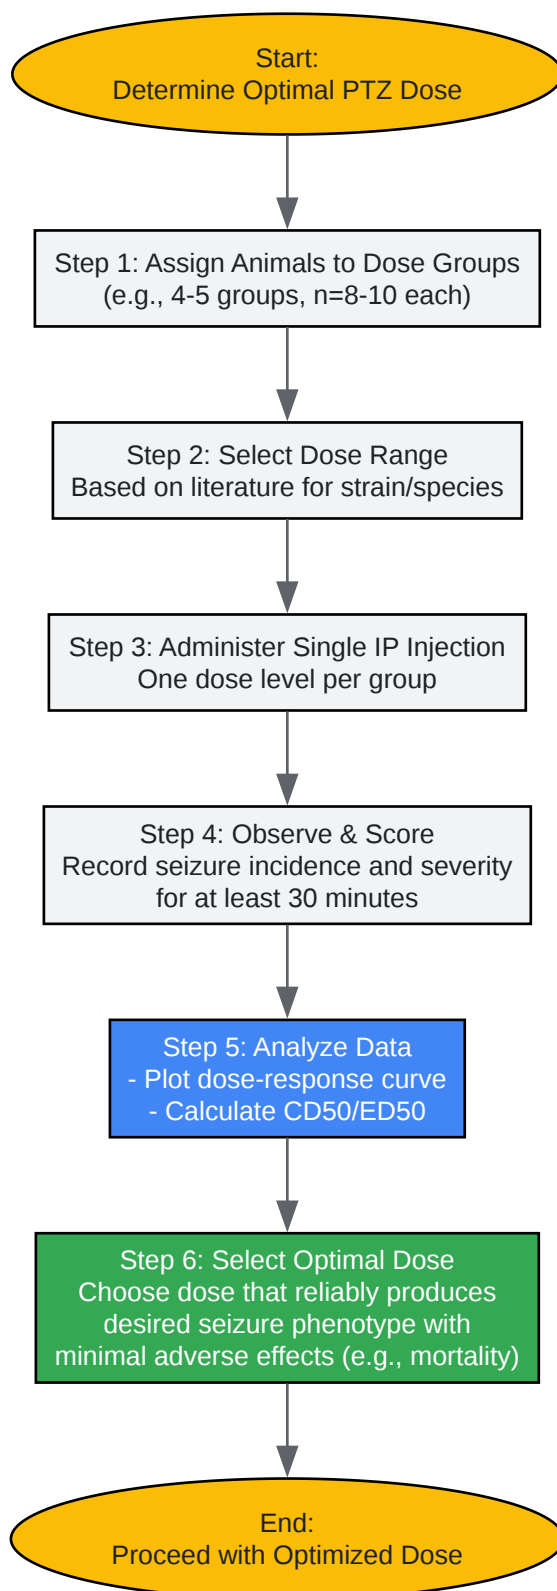 Start:
Determine Optimal PTZ Dose
Step 1: Assign Animals to Dose Groups
(e.g., 4-5 groups, n=8-10 each)
Step 2: Select Dose Range
Based on literature for strain/species
Step 3: Administer Single IP Injection
One dose level per group
Step 4: Observe & Score
Record seizure incidence and severity
for at least 30 minutes
Step 5: Analyze Data
- Plot dose-response curve
- Calculate CD50/ED50
Step 6: Select Optimal Dose
Choose dose that reliably produces
desired seizure phenotype with
minimal adverse effects (e.g., mortality)
End:
Proceed with Optimized Dose